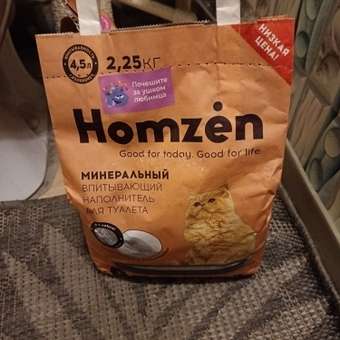 4,5л
2,25КГ
НИЗКАЯ
ЦЕНА!
Почешите
за ушком
любимца
Homzēn
Good for today. Good for life.
МИНЕРАЛЬНЫЙ
ВПИТЫВАЮЩИЙ
НАПОЛНИТЕЛЬ
ДЛЯ ТУАЛЕТА